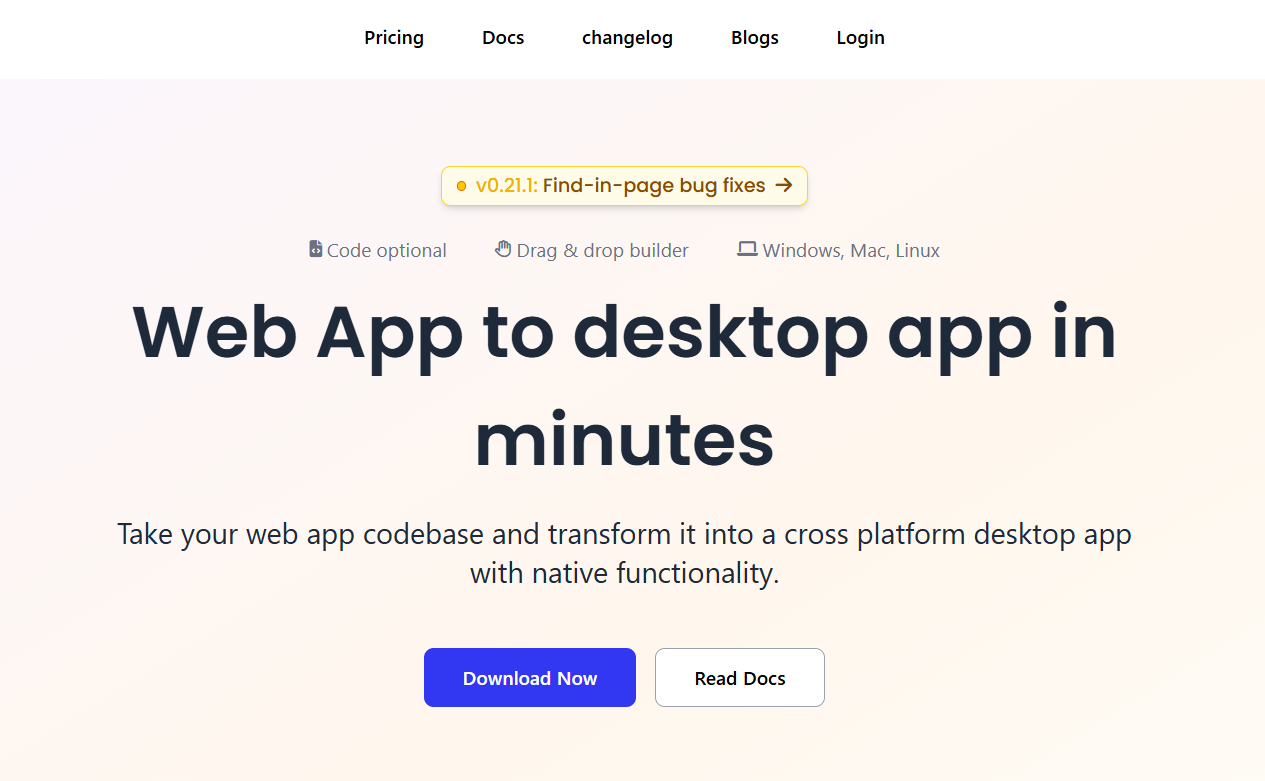 Pricing Docs changelog Blogs Login
v0.21.1: Find-in-page bug fixes →
Code optional Drag & drop builder Windows, Mac, Linux
Web App to desktop app in
minutes
Take your web app codebase and transform it into a cross platform desktop app
with native functionality.
Download Now Read Docs